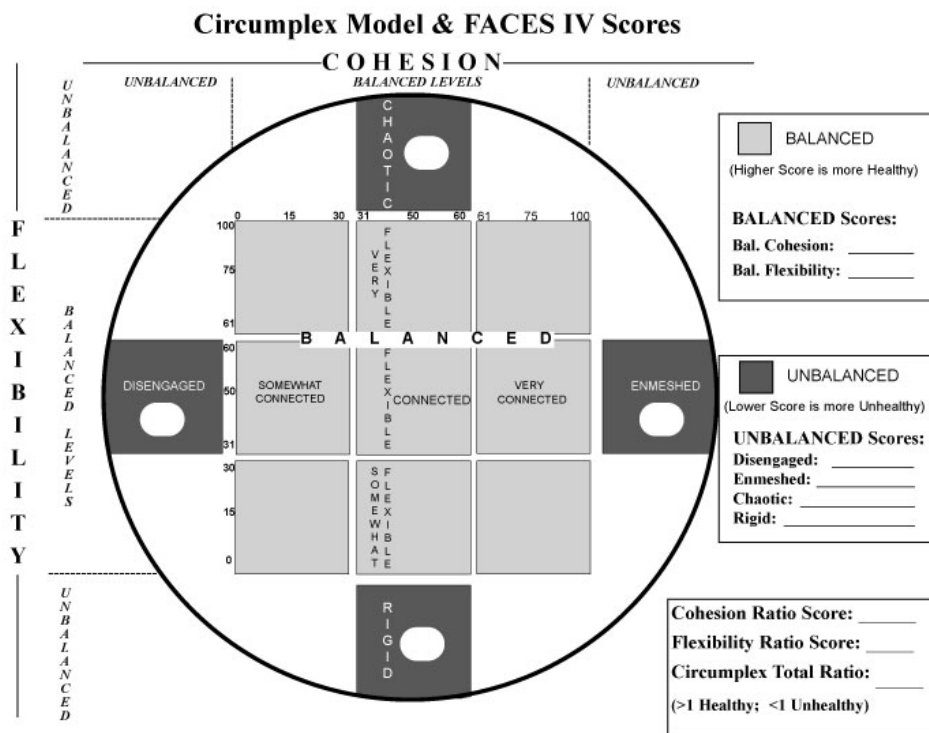 Circumplex Model & FACES IV Scores
COHESION
UNBALANCED
BALANCED LEVELS
UNBALANCED
UNBALANCED
FLEXIBILITY
BALANCED LEVELS
UNBALANCED
CHAOTIC
0 15 30 31 50 60 61 75 100
100
75
61
VERY
FLEXIBLE
BALANCED
60
50
31
DISENGAGED
SOMEWHAT
CONNECTED
FLEXIBLE
CONNECTED
VERY
CONNECTED
ENMESHED
30
15
0
SOMEWHAT
FLEXIBLE
RIGID
BALANCED
(Higher Score is more Healthy)
BALANCED Scores:
Bal. Cohesion:
Bal. Flexibility:
UNBALANCED
(Lower Score is more Unhealthy)
UNBALANCED Scores:
Disengaged:
Enmeshed:
Chaotic:
Rigid:
Cohesion Ratio Score:
Flexibility Ratio Score:
Circumplex Total Ratio:
(>1 Healthy; <1 Unhealthy)